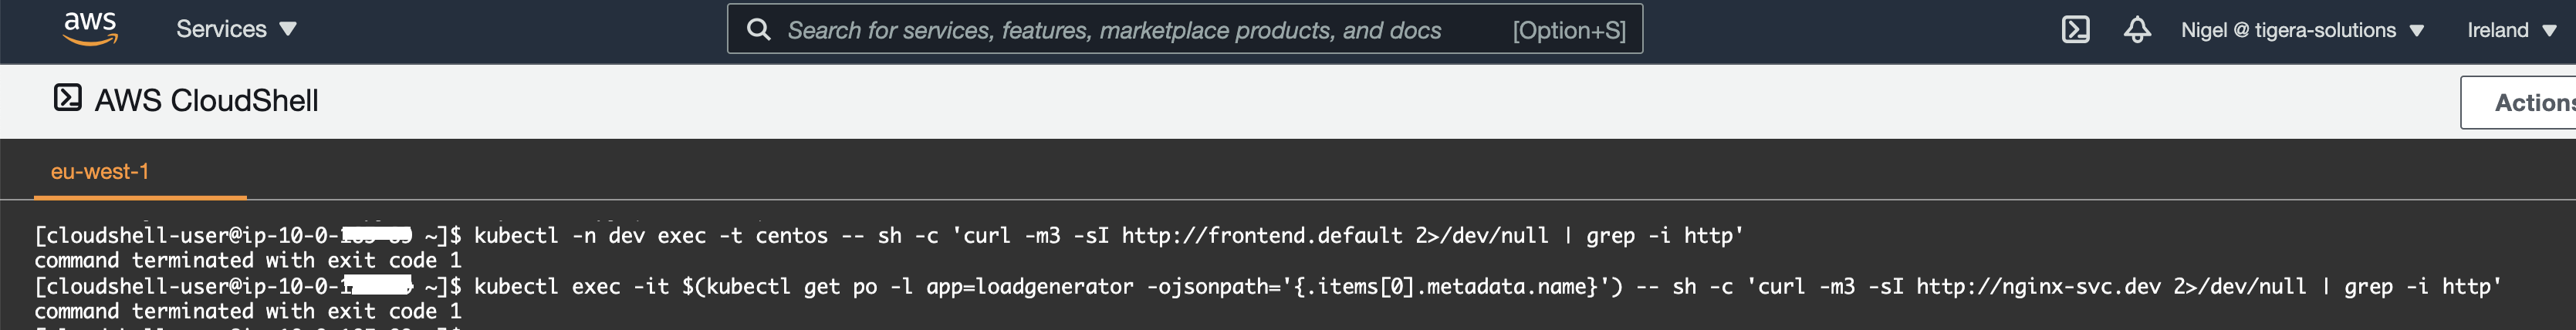 aws Services Search for services, features, marketplace products, and docs [Option+S] Nigel @ tigera-solutions Ireland
AWS CloudShell Actions
eu-west-1
[cloudshell-user@ip-10-0- ~]$ kubectl -n dev exec -t centos -- sh -c 'curl -m3 -sI http://frontend.default 2>/dev/null | grep -i http'
command terminated with exit code 1
[cloudshell-user@ip-10-0-1 ~]$ kubectl exec -it $(kubectl get po -l app=loadgenerator -ojsonpath='{.items[0].metadata.name}') -- sh -c 'curl -m3 -sI http://nginx-svc.dev 2>/dev/null | grep -i http'
command terminated with exit code 1